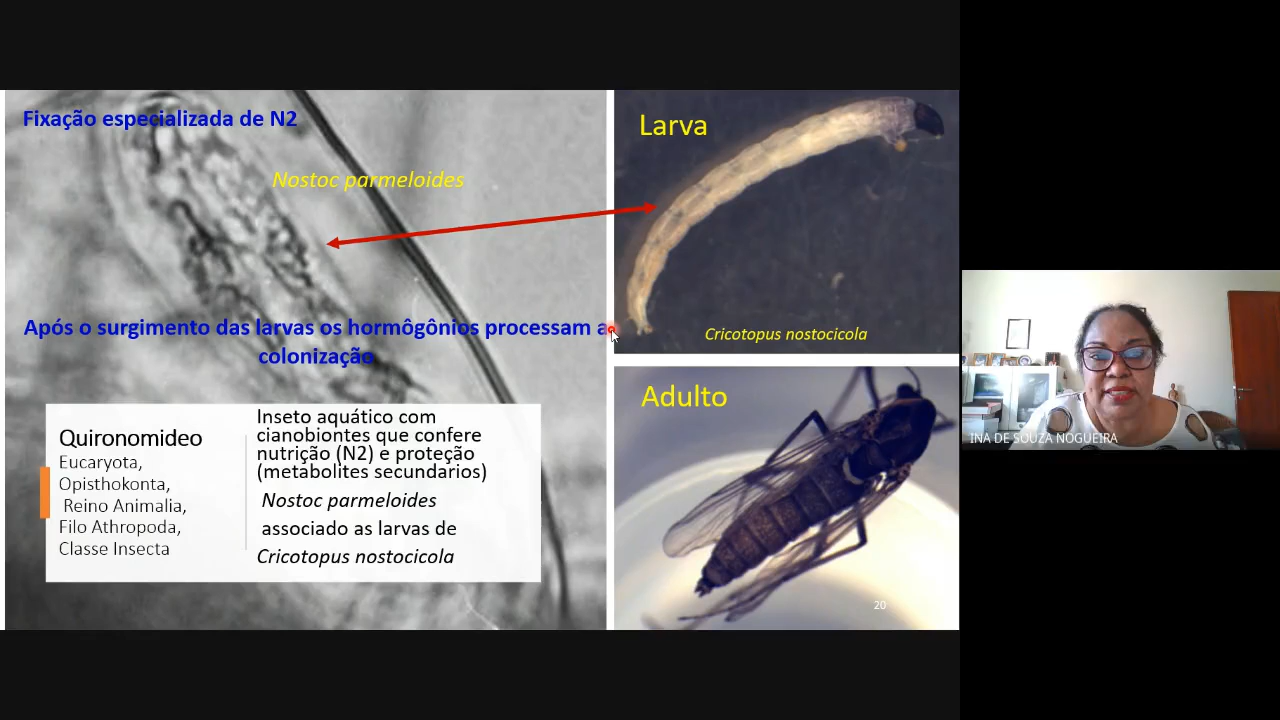 Fixação especializada de N2
Nostoc parmeloides
Após o surgimento das larvas os hormôgônios processam a
colonização
Quironomideo
Eucaryota,
Opisthokonta,
Reino Animalia,
Filo Athropoda,
Classe Insecta
Inseto aquático com
cianobiontes que confere
nutrição (N2) e proteção
(metabolites secundarios)
Nostoc parmeloides
associado as larvas de
Cricotopus nostocicola
Larva
Cricotopus nostocicola
Adulto
20
INA DE SOUZA NOGUEIRA